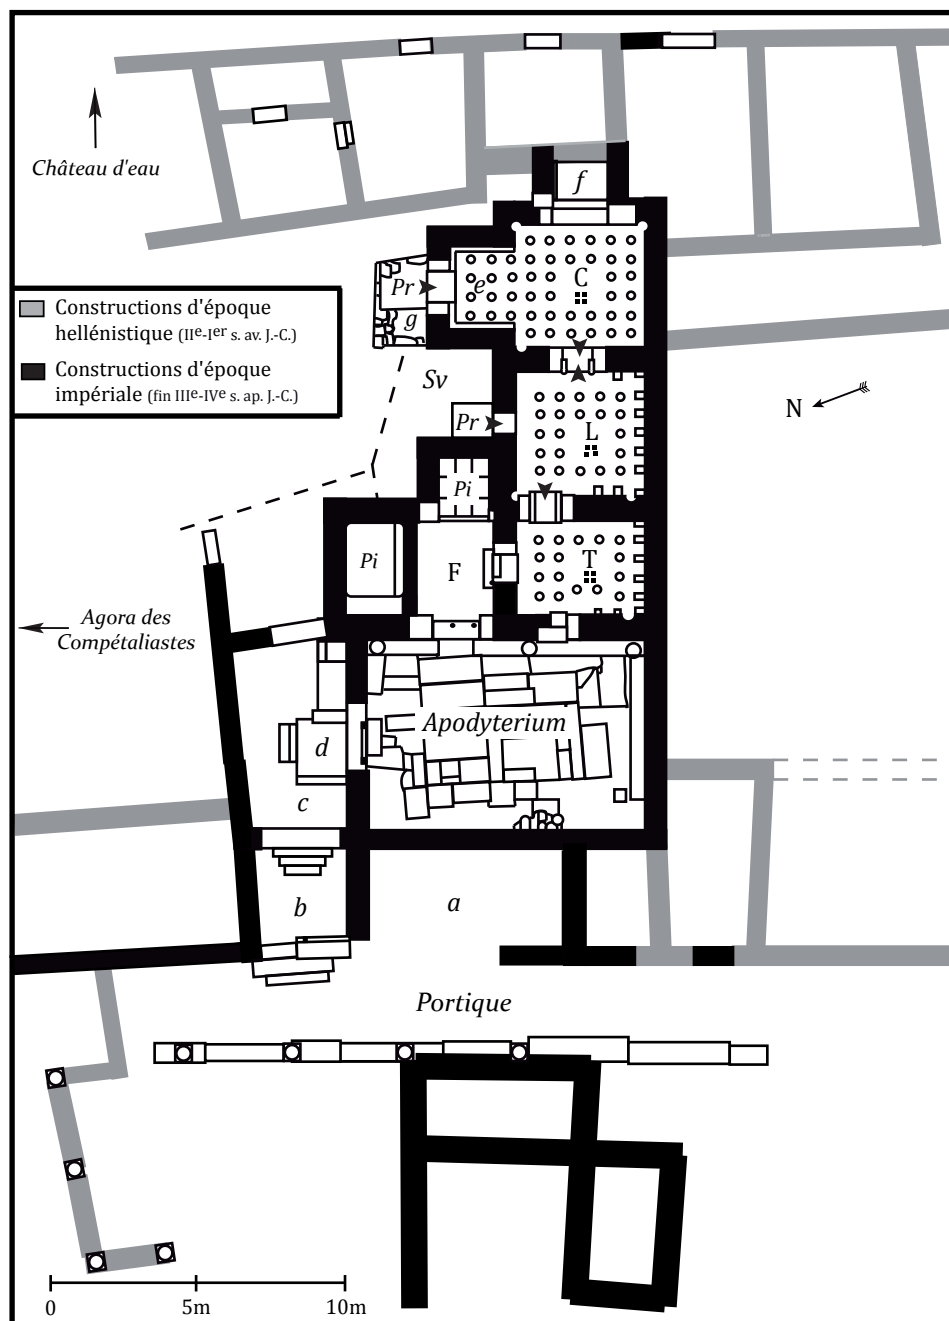 Château d'eau
f
Pr
e
C
g
Constructions d'époque
hellénistique (IIe-Ier s. av. J.-C.)
Constructions d'époque
impériale (fin IIIe-IVe s. ap. J.-C.)
Sv
N
Pr
L
Pi
Pi
F
T
Agora des
Compétaliastes
Apodyterium
d
c
b
a
Portique
0 5m 10m